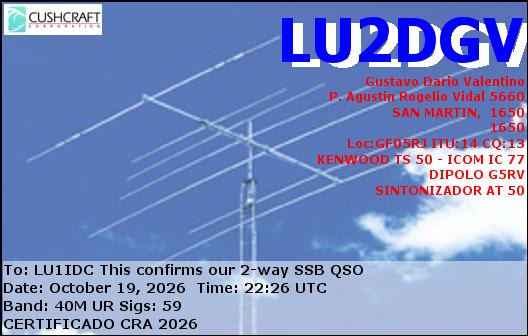 CUSHCRAFT
CORPORATION
LU2DGV
Gustavo Dario Valentino
P. Agustin Rogelio Vidal 5660
SAN MARTIN, 1650
1650
Loc:GF05RJ ITU:14 CQ:13
KENWOOD TS 50 - ICOM IC 77
DIPOLO G5RV
SINTONIZADOR AT 50
To: LU1IDC This confirms our 2-way SSB QSO
Date: October 19, 2026 Time: 22:26 UTC
Band: 40M UR Sigs: 59
CERTIFICADO CRA 2026